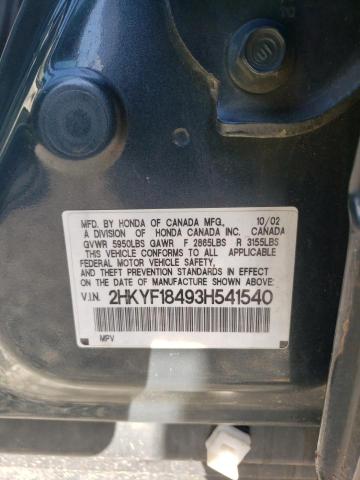 MFD. BY HONDA OF CANADA MFG. 10/02
A DIVISION OF HONDA CANADA INC. CANADA
GVWR 5950LBS GAWR F 2865LBS R 3155LBS
THIS VEHICLE CONFORMS TO ALL APPLICABLE
FEDERAL MOTOR VEHICLE SAFETY,
AND THEFT PREVENTION STANDARDS IN EFFECT
ON THE DATE OF MANUFACTURE SHOWN ABOVE:
V.I.N. 2HKYF18493H541540
MPV